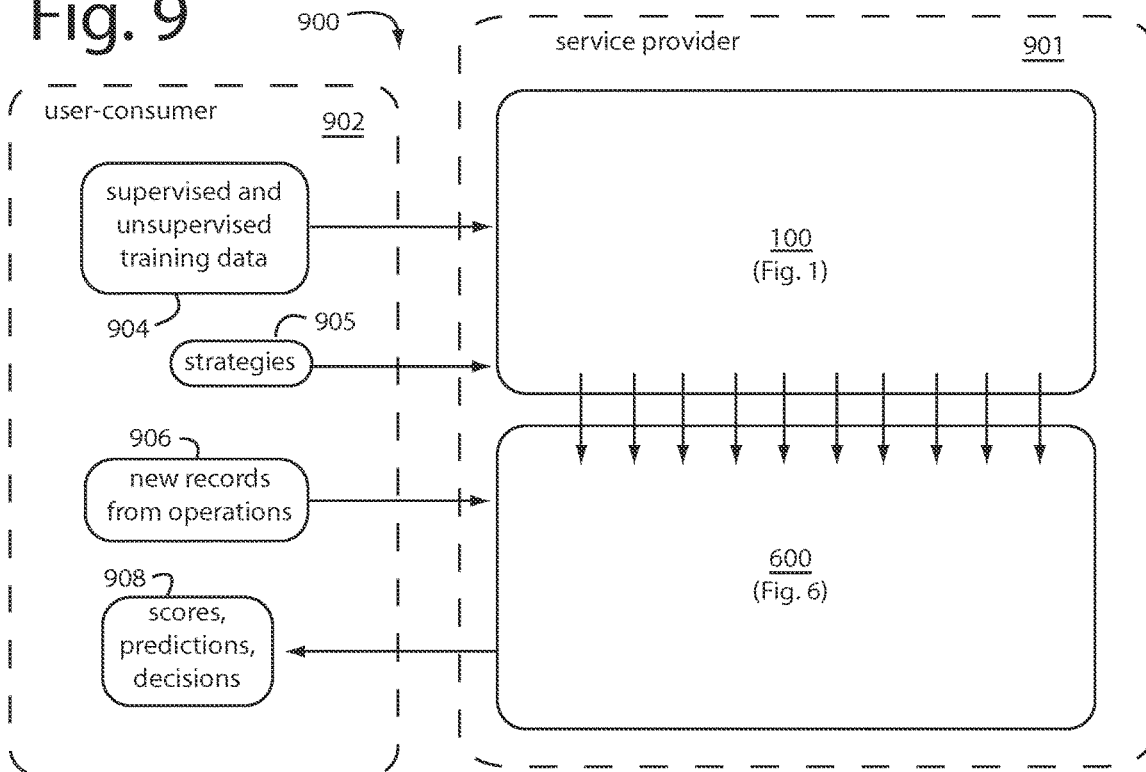 Fig. 9
900
service provider
901
user-consumer
902
supervised and
unsupervised
training data
904
905
strategies
100
(Fig. 1)
906
new records
from operations
908
scores,
predictions,
decisions
600
(Fig. 6)